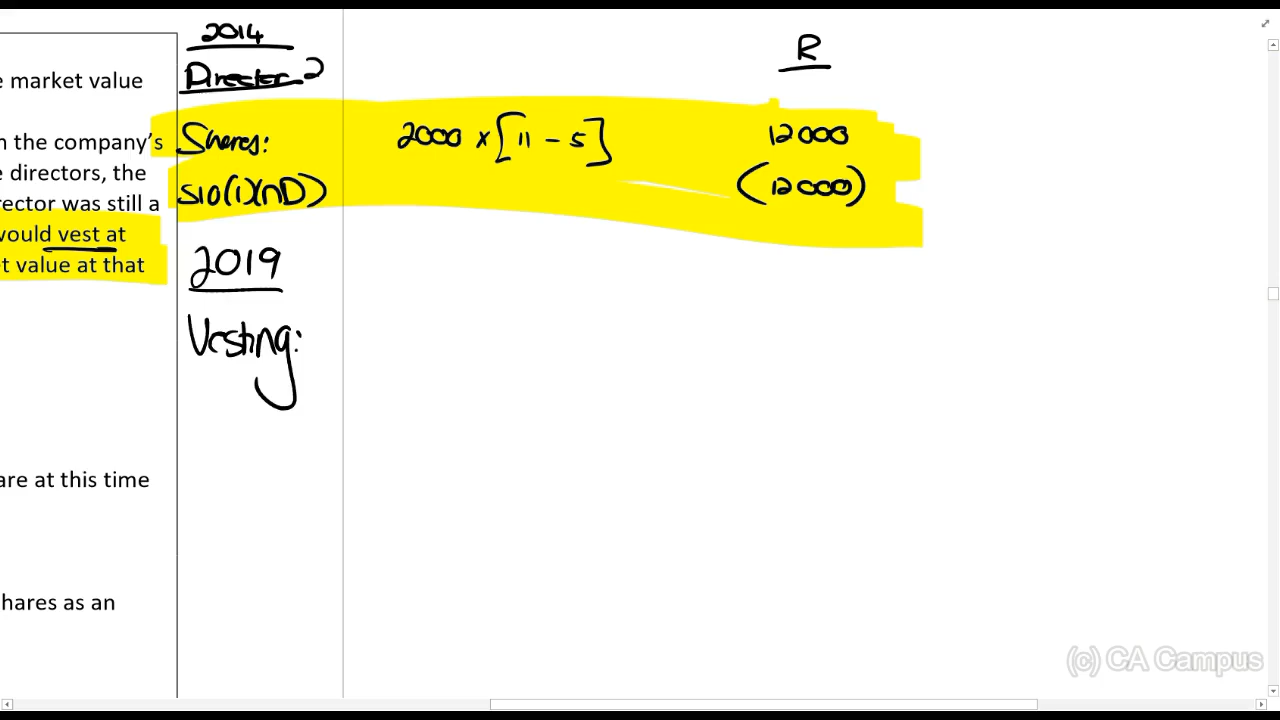 e market value
n the company's
e directors, the
rector was still a
would vest at
t value at that
are at this time
hares as an
2014
Director 2
R
Shares: 2000 x [11 - 5] 12000
S10(1)(nD) (12000)
2019
Vesting:
(c) CA Campus